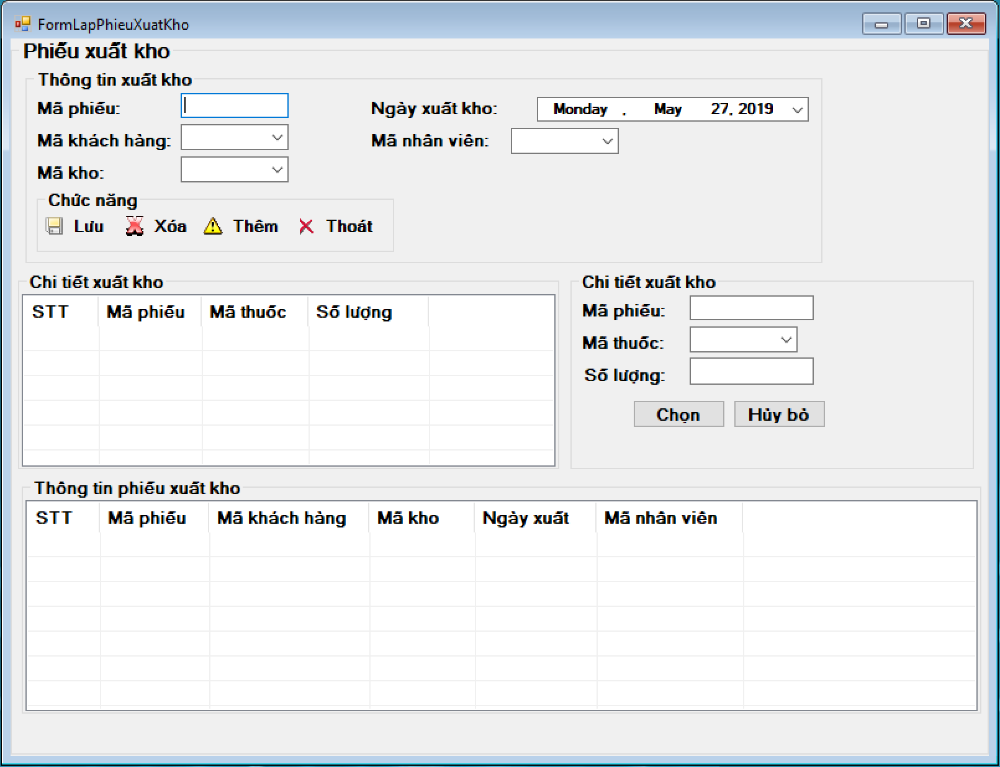 FormLapPhieuXuatKho
Phiếu xuất kho
Thông tin xuất kho
Mã phiếu:
Ngày xuất kho: Monday , May 27, 2019
Mã khách hàng:
Mã nhân viên:
Mã kho:
Chức năng
Lưu Xóa Thêm Thoát
Chi tiết xuất kho
STT Mã phiếu Mã thuốc Số lượng
Chi tiết xuất kho
Mã phiếu:
Mã thuốc:
Số lượng:
Chọn Hủy bỏ
Thông tin phiếu xuất kho
STT Mã phiếu Mã khách hàng Mã kho Ngày xuất Mã nhân viên